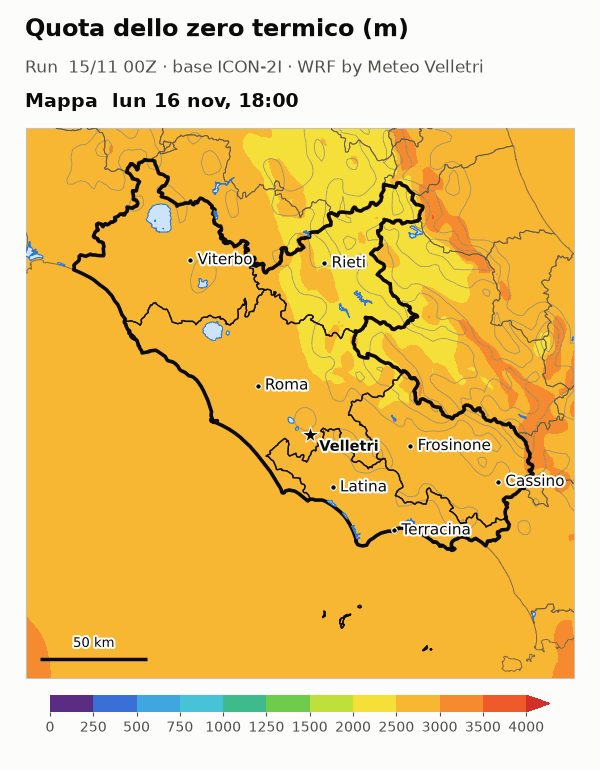 Quota dello zero termico (m)
Run 15/11 00Z · base ICON-2I · WRF by Meteo Velletri
Mappa lun 16 nov, 18:00
Viterbo
Rieti
Roma
Velletri
Frosinone
Latina
Cassino
Terracina
50 km
0 250 500 750 1000 1250 1500 2000 2500 3000 3500 4000